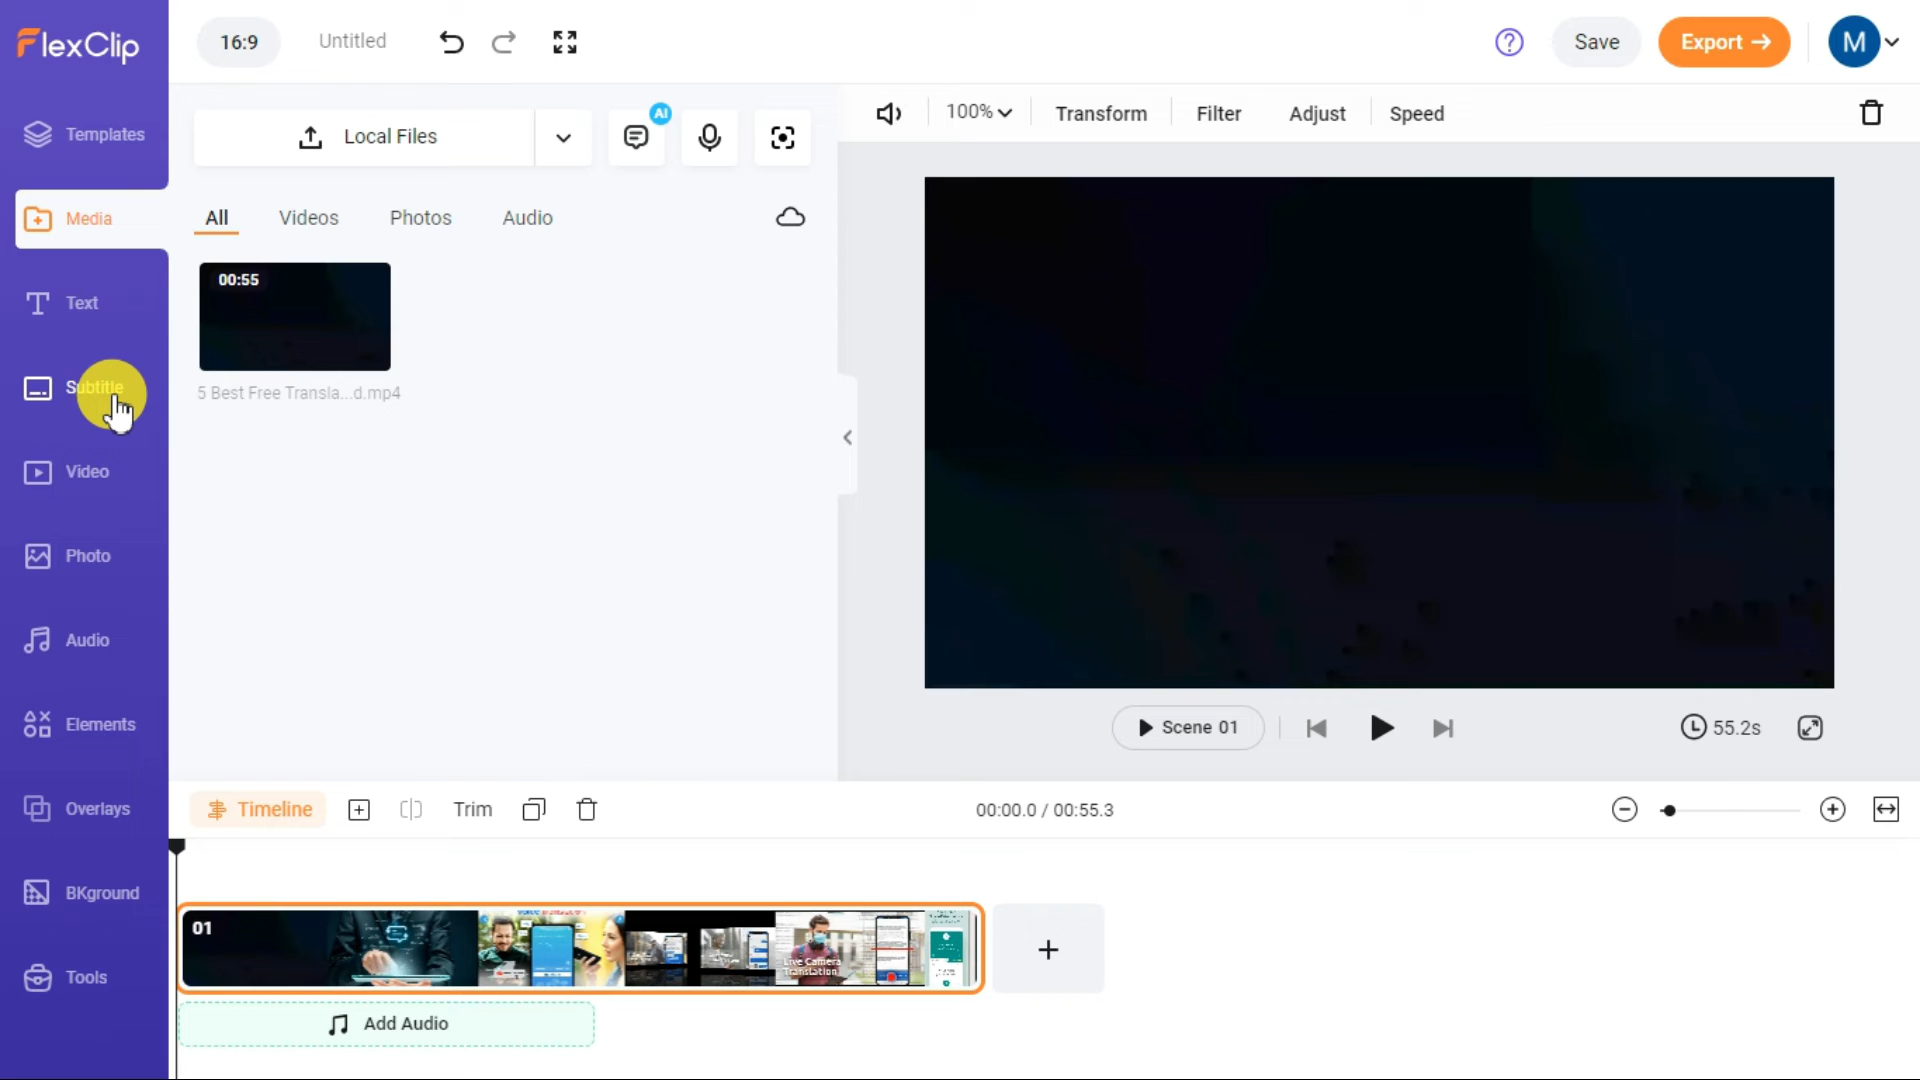 FlexClip
16:9
Untitled
Save
Export
M
Templates
Local Files
AI
100%
Transform
Filter
Adjust
Speed
Media
All
Videos
Photos
Audio
00:55
5 Best Free Transla...d.mp4
Text
Subtitle
Video
Photo
Audio
Elements
Overlays
BKground
Tools
Scene 01
55.2s
Timeline
Trim
00:00.0 / 00:55.3
01
Live Camera
Translation
Add Audio